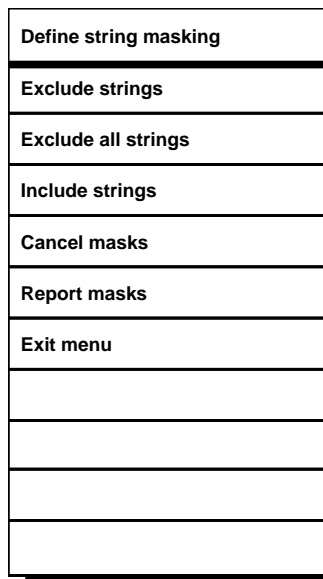 Define string masking
Exclude strings
Exclude all strings
Include strings
Cancel masks
Report masks
Exit menu